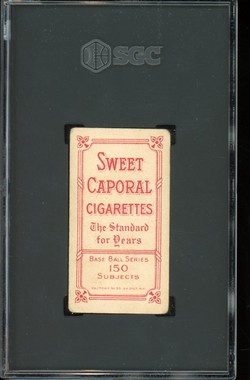 SGC
SWEET
CAPORAL
CIGARETTES
The Standard
for Years
BASE BALL SERIES
150
SUBJECTS